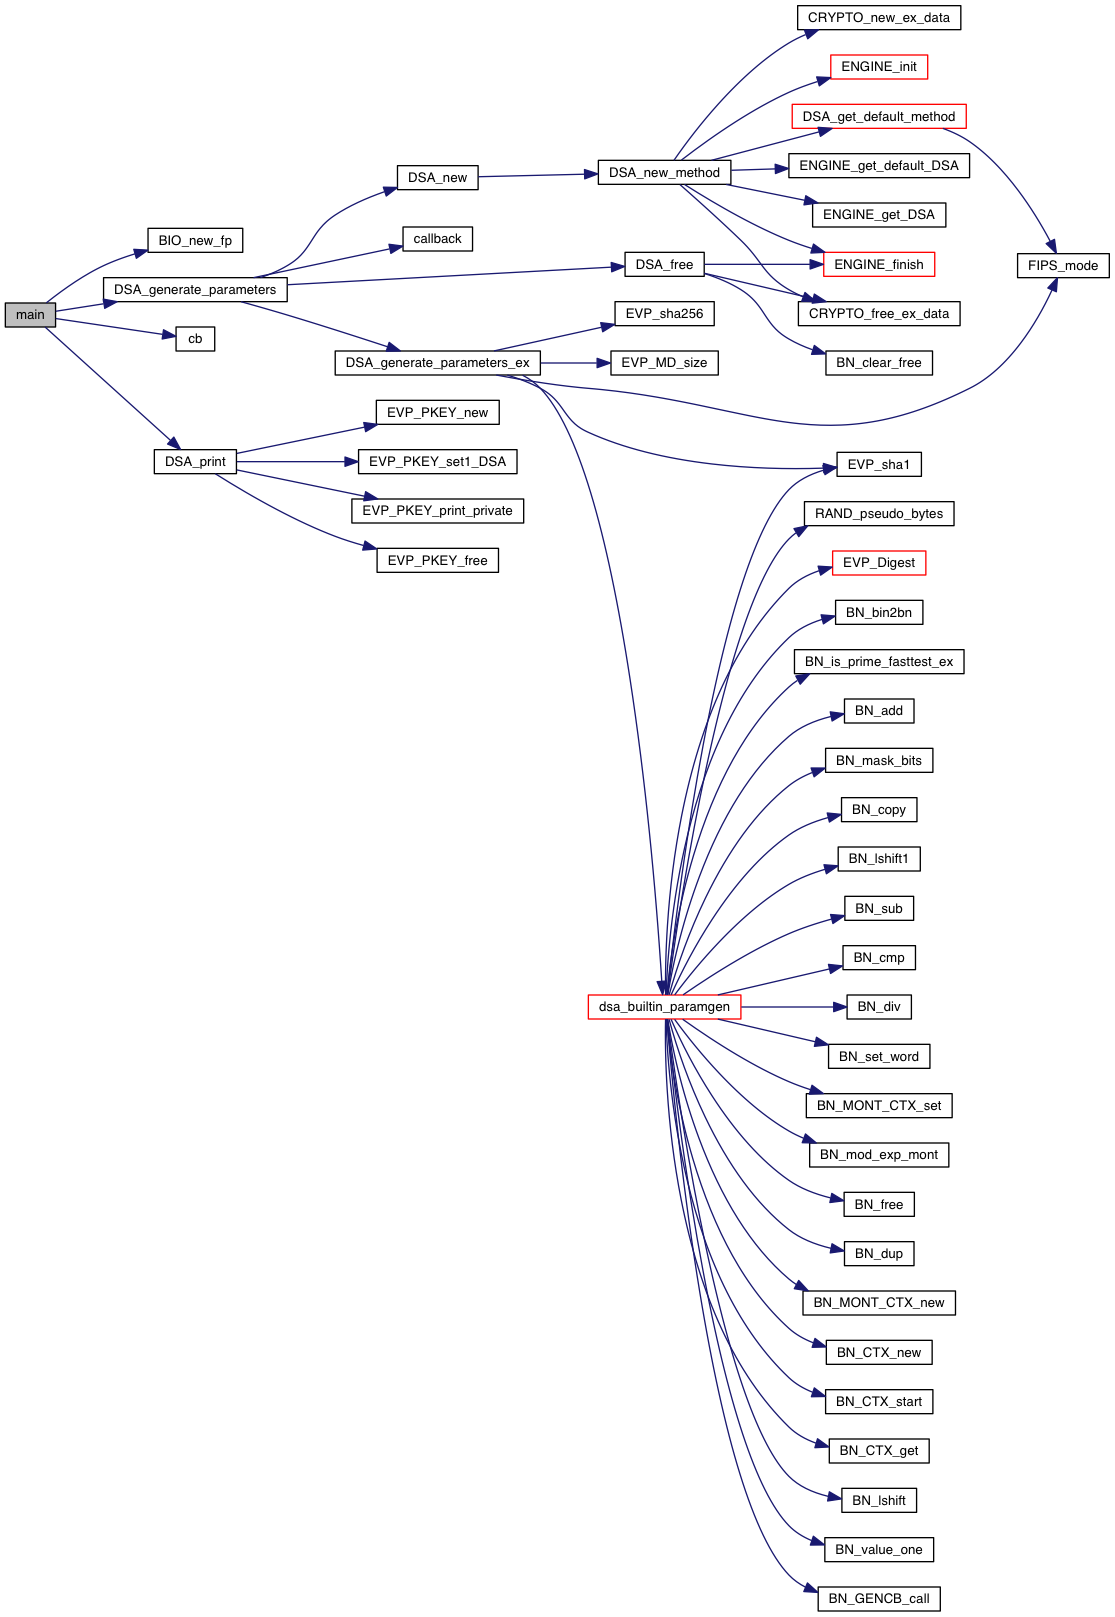 CRYPTO_new_ex_data
ENGINE_init
DSA_get_default_method
ENGINE_get_default_DSA
DSA_new_method
DSA_new
ENGINE_get_DSA
callback
BIO_new_fp
DSA_free
ENGINE_finish
FIPS_mode
DSA_generate_parameters
main
EVP_sha256
CRYPTO_free_ex_data
cb
DSA_generate_parameters_ex
EVP_MD_size
BN_clear_free
EVP_PKEY_new
DSA_print
EVP_PKEY_set1_DSA
EVP_sha1
EVP_PKEY_print_private
RAND_pseudo_bytes
EVP_PKEY_free
EVP_Digest
BN_bin2bn
BN_is_prime_fasttest_ex
BN_add
BN_mask_bits
BN_copy
BN_lshift1
BN_sub
BN_cmp
dsa_builtin_paramgen
BN_div
BN_set_word
BN_MONT_CTX_set
BN_mod_exp_mont
BN_free
BN_dup
BN_MONT_CTX_new
BN_CTX_new
BN_CTX_start
BN_CTX_get
BN_lshift
BN_value_one
BN_GENCB_call